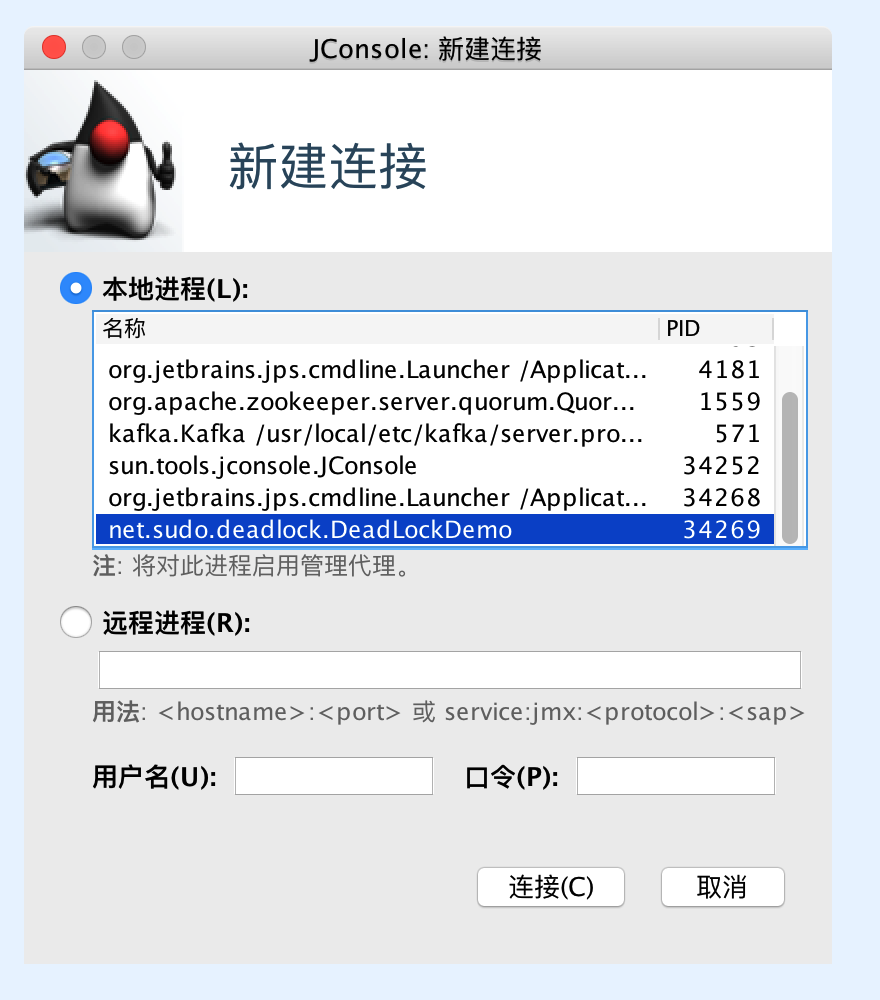 JConsole: 新建连接
新建连接
本地进程(L):
名称 PID
org.jetbrains.jps.cmdline.Launcher /Applicat... 4181
org.apache.zookeeper.server.quorum.Quor... 1559
kafka.Kafka /usr/local/etc/kafka/server.pro... 571
sun.tools.jconsole.JConsole 34252
org.jetbrains.jps.cmdline.Launcher /Applicat... 34268
net.sudo.deadlock.DeadLockDemo 34269
注: 将对此进程启用管理代理。
远程进程(R):
用法: <hostname>:<port> 或 service:jmx:<protocol>:<sap>
用户名(U): 口令(P):
连接(C) 取消